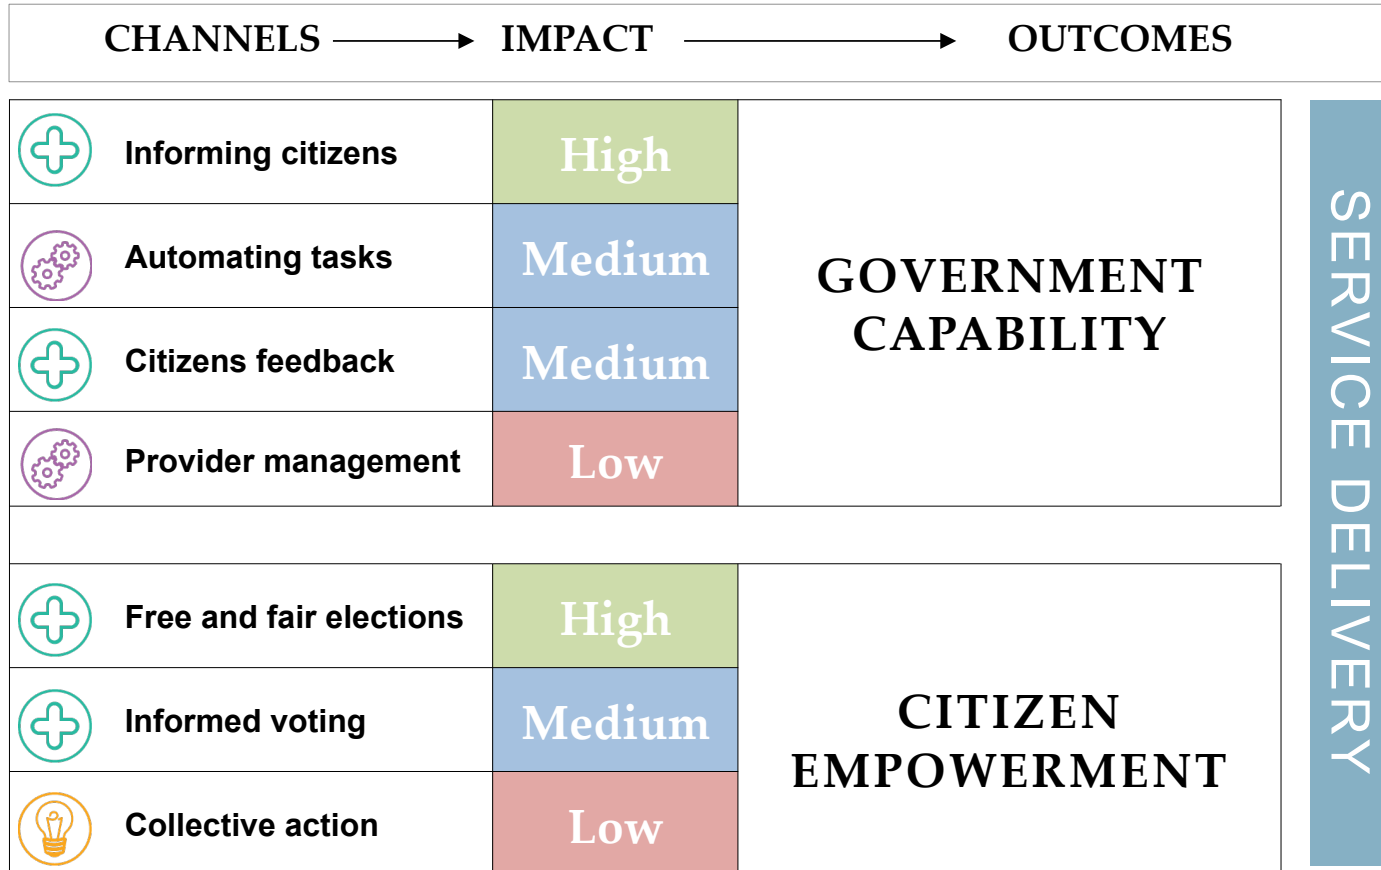 CHANNELS IMPACT OUTCOMES
Informing citizens High
Automating tasks Medium
Citizens feedback Medium
Provider management Low
GOVERNMENT
CAPABILITY
Free and fair elections High
Informed voting Medium
Collective action Low
CITIZEN
EMPOWERMENT
SERVICE DELIVERY